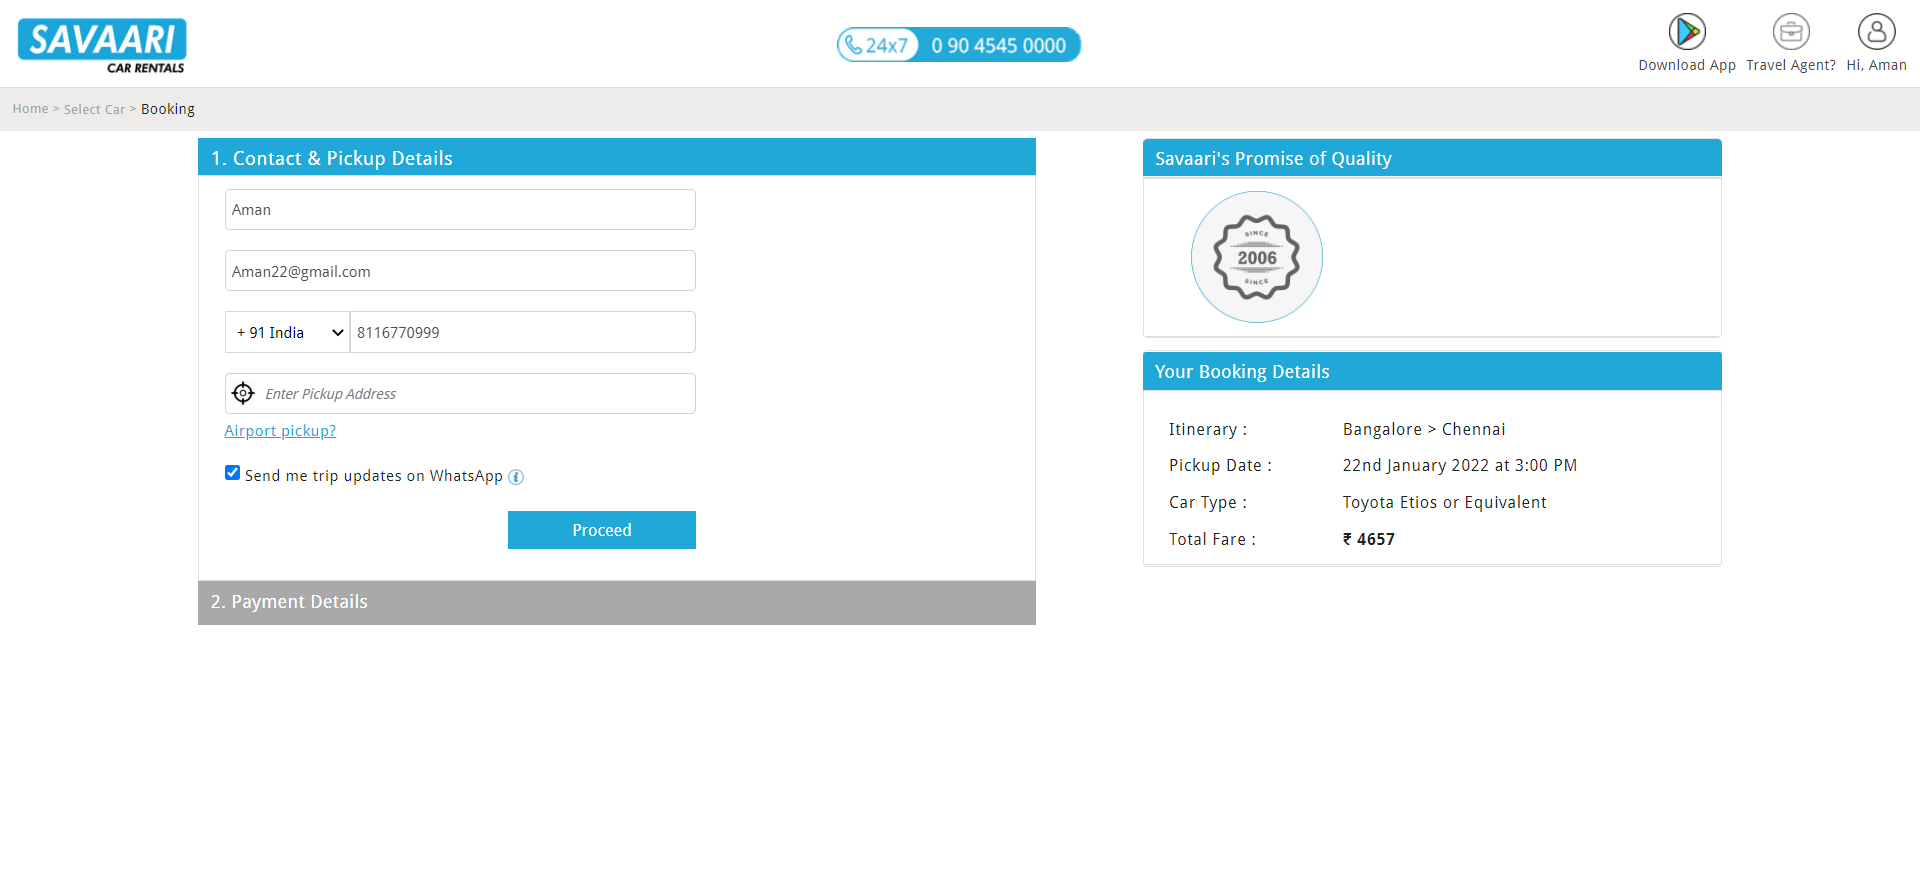 SAVAARI
CAR RENTALS
24x7 0 90 4545 0000
Download App Travel Agent? Hi, Aman
Home > Select Car > Booking
1. Contact & Pickup Details
Aman
Aman22@gmail.com
+ 91 India 8116770999
Enter Pickup Address
Airport pickup?
Send me trip updates on WhatsApp i
Proceed
2. Payment Details
Savaari's Promise of Quality
SINCE
2006
SINCE
Your Booking Details
Itinerary : Bangalore > Chennai
Pickup Date : 22nd January 2022 at 3:00 PM
Car Type : Toyota Etios or Equivalent
Total Fare : ₹ 4657